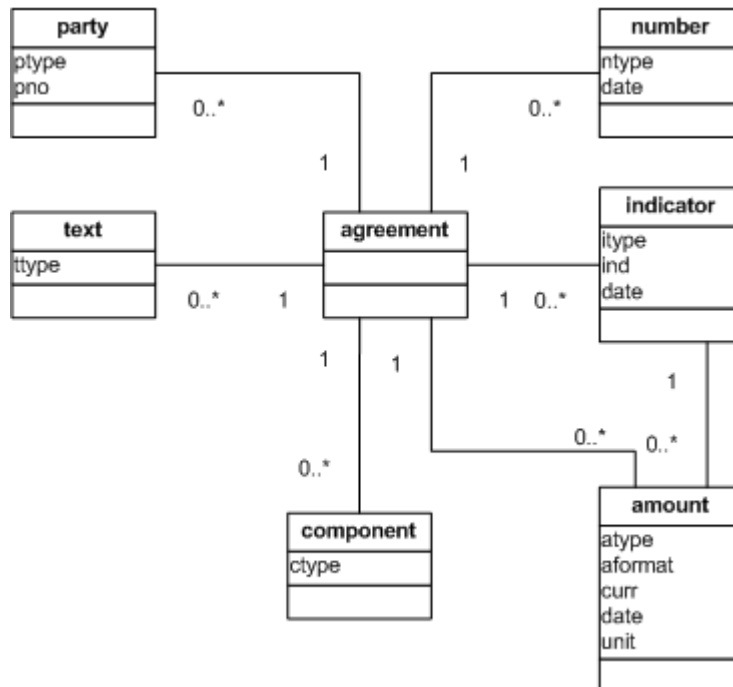 party
ptype
pno
number
ntype
date
0..*
0..*
1
1
text
ttype
agreement
indicator
itype
ind
date
0..*
1
1
0..*
1
1
1
0..*
0..*
0..*
component
ctype
amount
atype
aformat
curr
date
unit